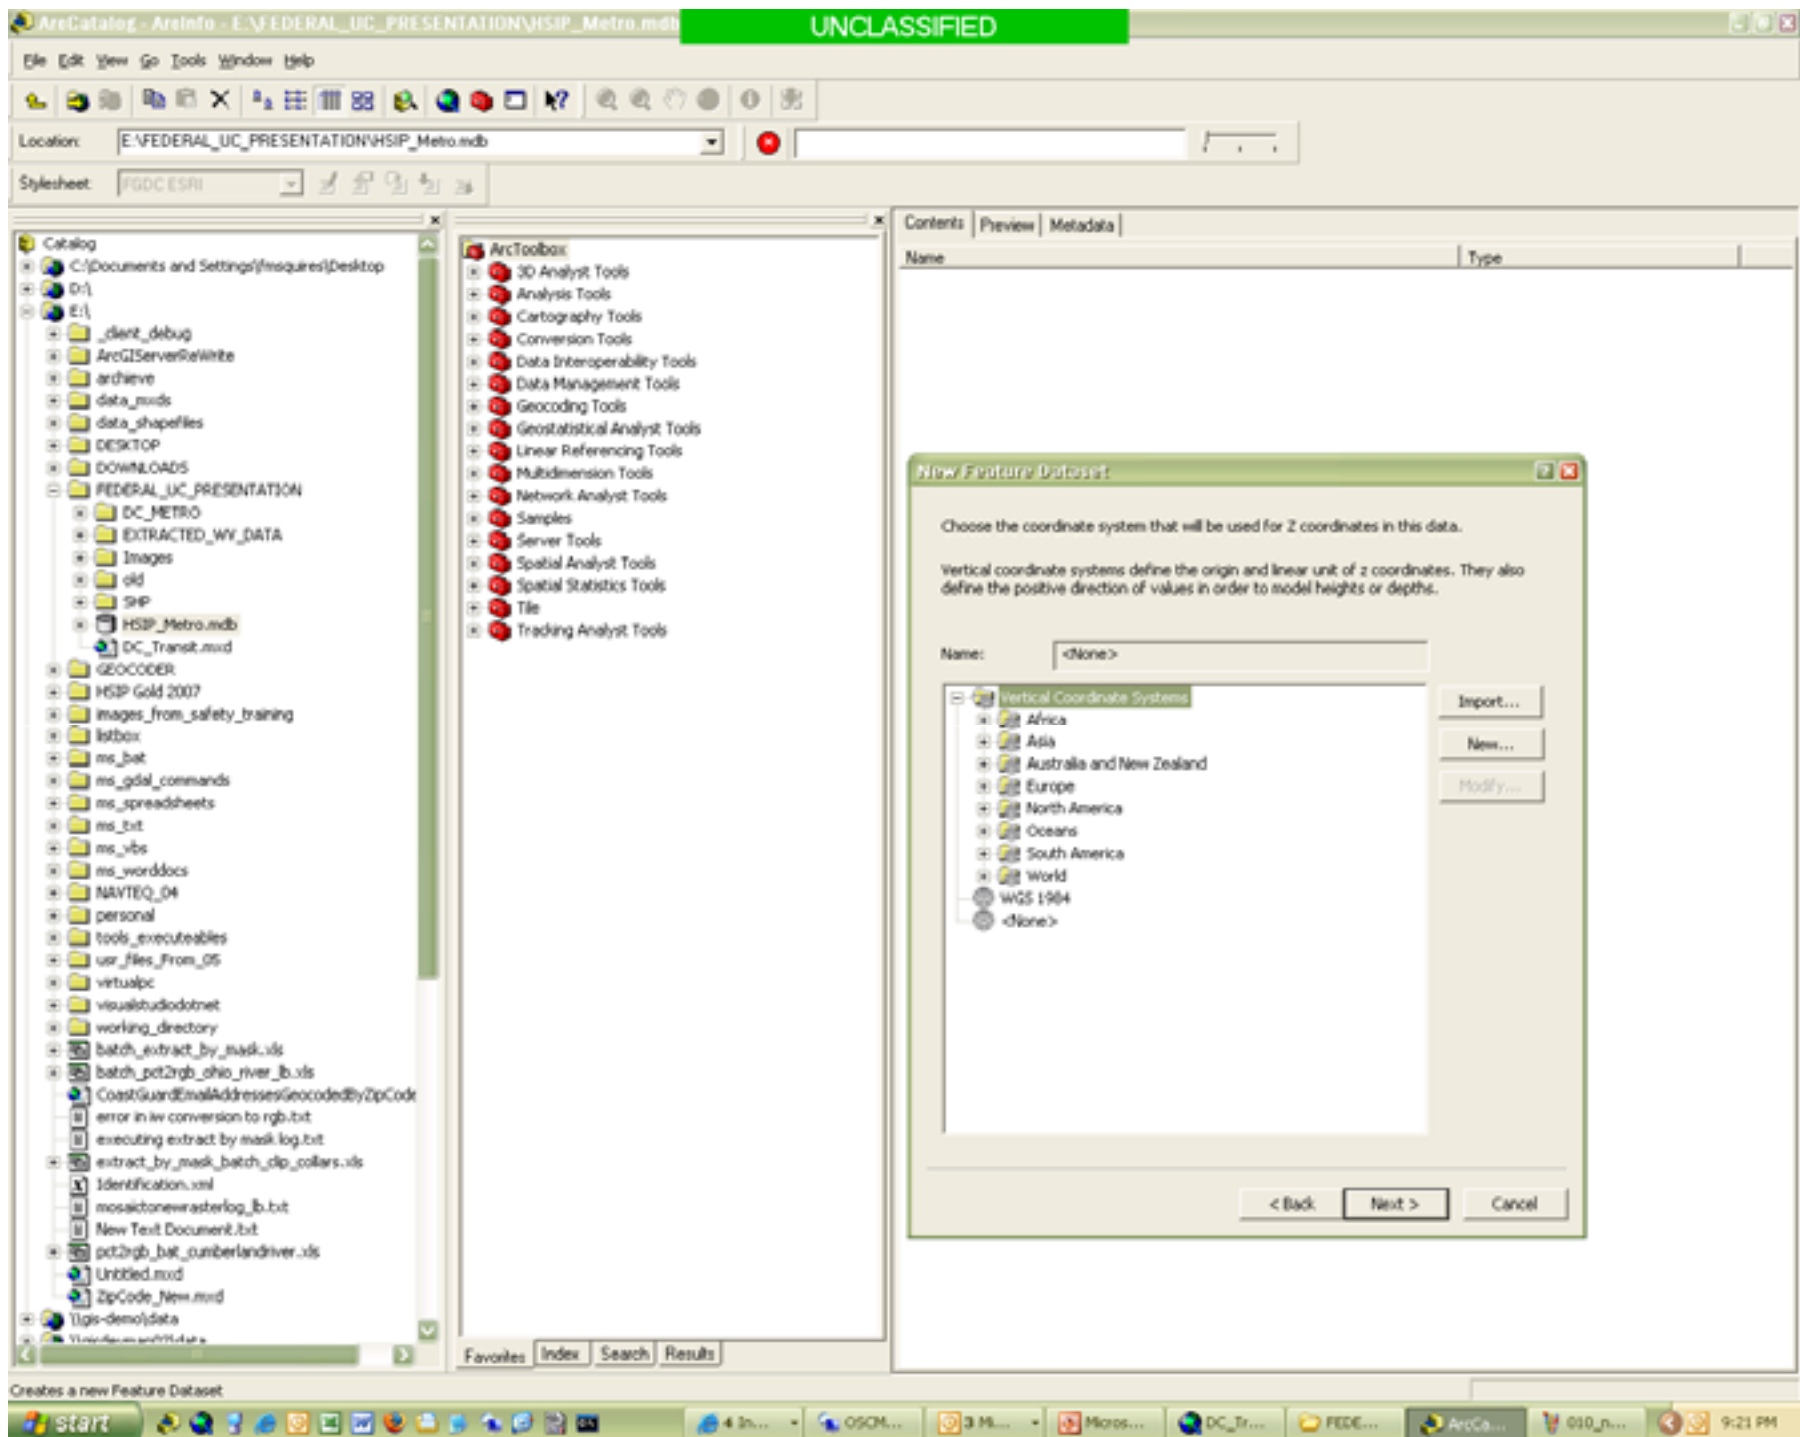 ArcCatalog - ArcInfo - E:\FEDERAL_UC_PRESENTATION\HSIP_Metro.mdb
UNCLASSIFIED
File Edit View Go Tools Window Help
Location: E:\FEDERAL_UC_PRESENTATION\HSIP_Metro.mdb
Stylesheet: FGDC ESRI
Catalog
C:\Documents and Settings\fmsquires\Desktop
D:\
E:\
_client_debug
ArcGIServerReWrite
archieve
data_mxds
data_shapefiles
DESKTOP
DOWNLOADS
FEDERAL_UC_PRESENTATION
DC_METRO
EXTRACTED_WV_DATA
Images
old
SHP
HSIP_Metro.mdb
DC_Transit.mxd
GEOCODER
HSIP Gold 2007
images_from_safety_training
listbox
ms_bat
ms_gdal_commands
ms_spreadsheets
ms_txt
ms_vbs
ms_worddocs
NAVTEQ_04
personal
tools_executeables
usr_files_From_05
virtualpc
visualstudiodotnet
working_directory
batch_extract_by_mask.xls
batch_pct2rgb_ohio_river_lb.xls
CoastGuardEmailAddressesGeocodedByZipCode
error in iw conversion to rgb.txt
executing extract by mask log.txt
extract_by_mask_batch_clip_collars.xls
Identification.xml
mosaictonewrasterlog_lb.txt
New Text Document.txt
pct2rgb_bat_cumberlandriver.xls
Untitled.mxd
ZipCode_New.mxd
\\gis-demo\data
ArcToolbox
3D Analyst Tools
Analysis Tools
Cartography Tools
Conversion Tools
Data Interoperability Tools
Data Management Tools
Geocoding Tools
Geostatistical Analyst Tools
Linear Referencing Tools
Multidimension Tools
Network Analyst Tools
Samples
Server Tools
Spatial Analyst Tools
Spatial Statistics Tools
Tile
Tracking Analyst Tools
Favorites Index Search Results
Contents Preview Metadata
Name Type
New Feature Dataset
Choose the coordinate system that will be used for Z coordinates in this data.
Vertical coordinate systems define the origin and linear unit of z coordinates. They also
define the positive direction of values in order to model heights or depths.
Name: <None>
Vertical Coordinate Systems
Africa
Asia
Australia and New Zealand
Europe
North America
Oceans
South America
World
WGS 1984
<None>
Import...
New...
Modify...
< Back Next > Cancel
Creates a new Feature Dataset
start 4 In... OSCM... 3 Mi... Micros... DC_Tr... FEDE... ArcCa... 010_n... 9:21 PM